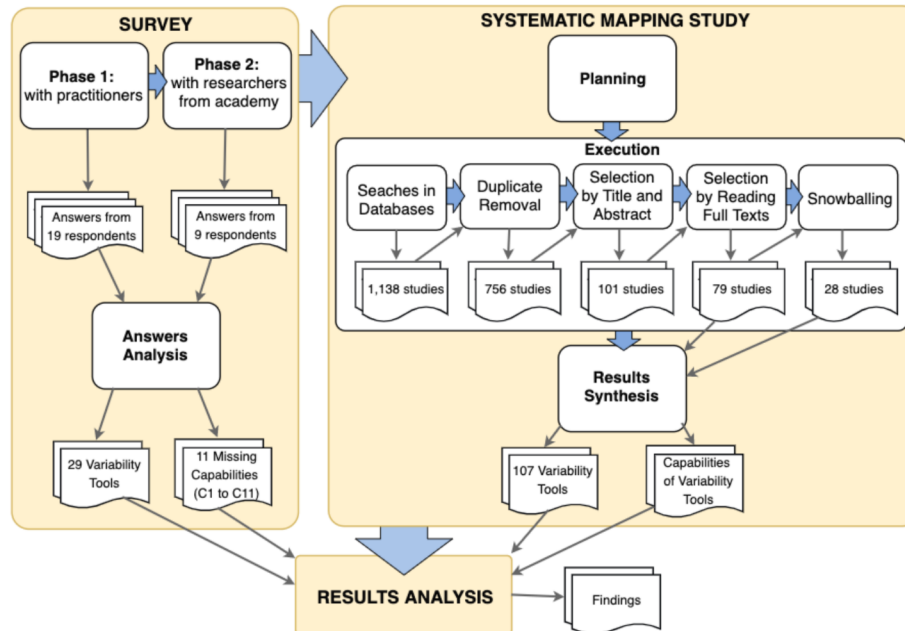 SURVEY
Phase 1:
with practitioners
Phase 2:
with researchers
from academy
Answers from
19 respondents
Answers from
9 respondents
Answers
Analysis
29 Variability
Tools
11 Missing
Capabilities
(C1 to C11)
SYSTEMATIC MAPPING STUDY
Planning
Execution
Seaches in
Databases
Duplicate
Removal
Selection
by Title and
Abstract
Selection
by Reading
Full Texts
Snowballing
1,138 studies
756 studies
101 studies
79 studies
28 studies
Results
Synthesis
107 Variability
Tools
Capabilities
of Variability
Tools
RESULTS ANALYSIS
Findings